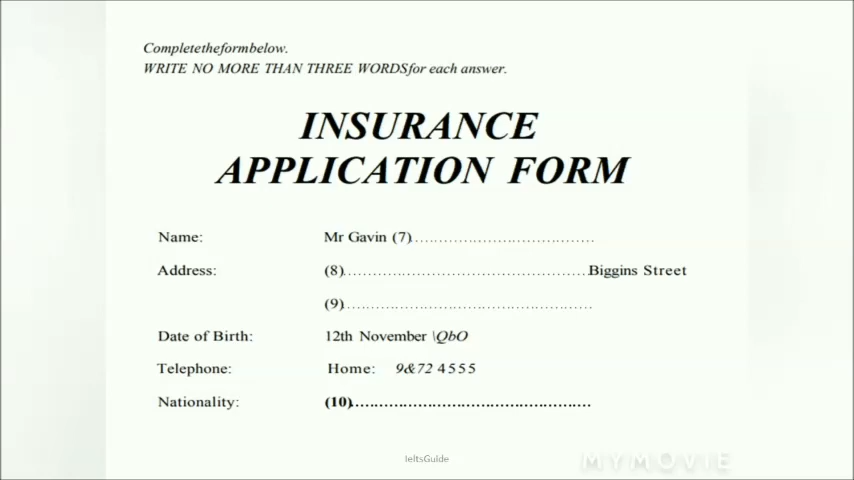 Completetheformbelow.
WRITE NO MORE THAN THREE WORDSfor each answer.
INSURANCE
APPLICATION FORM
Name: Mr Gavin (7)......................................
Address: (8)..................................................Biggins Street
(9)...................................................
Date of Birth: 12th November \QbO
Telephone: Home: 9&72 4555
Nationality: (10)................................................
IeltsGuide
MYMOVIE